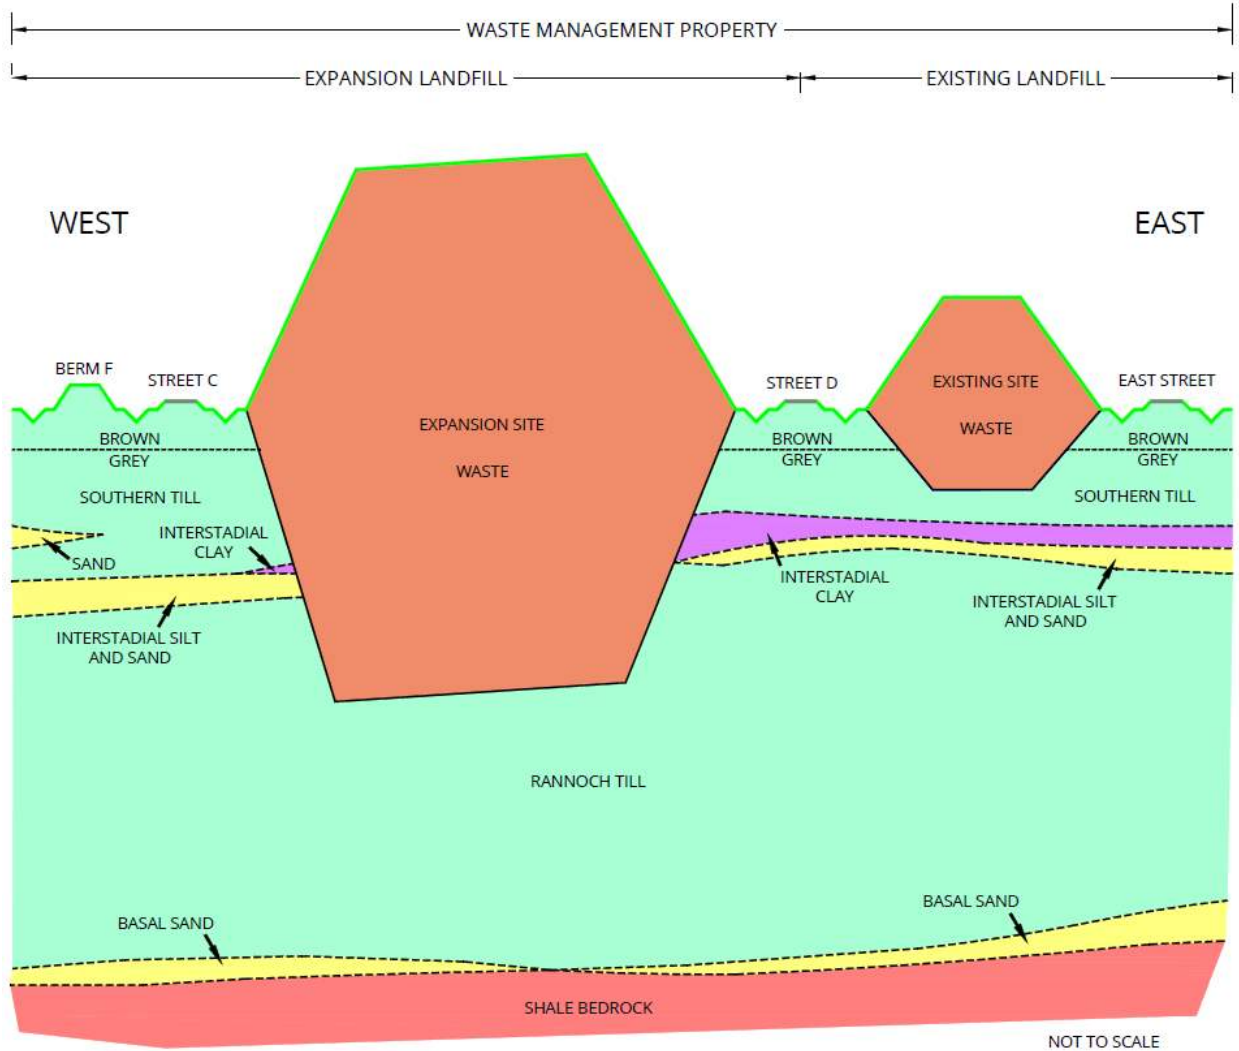 WASTE MANAGEMENT PROPERTY
EXPANSION LANDFILL
EXISTING LANDFILL
WEST
EAST
BERM F
STREET C
STREET D
EXISTING SITE
WASTE
EAST STREET
EXPANSION SITE
WASTE
BROWN
GREY
BROWN
GREY
BROWN
GREY
SOUTHERN TILL
SOUTHERN TILL
INTERSTADIAL
CLAY
SAND
INTERSTADIAL
CLAY
INTERSTADIAL SILT
AND SAND
INTERSTADIAL SILT
AND SAND
RANNOCH TILL
BASAL SAND
BASAL SAND
SHALE BEDROCK
NOT TO SCALE